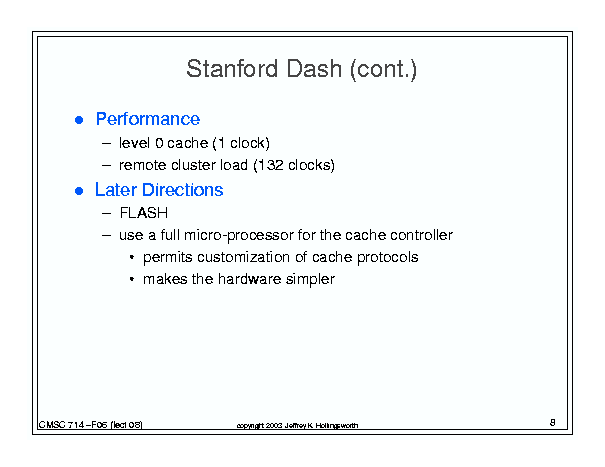 Stanford Dash (cont.)
● Performance
– level 0 cache (1 clock)
– remote cluster load (132 clocks)
● Later Directions
– FLASH
– use a full micro-processor for the cache controller
• permits customization of cache protocols
• makes the hardware simpler
CMSC 714 –F06 (lect 08)
copyright 2003 Jeffrey K. Hollingsworth
8